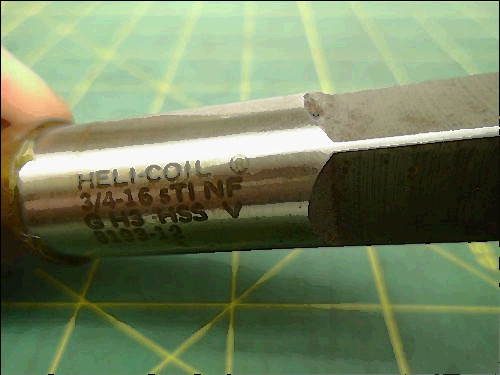 HELI-COIL ©
3/4-16 STI NF
G H3 HSS V
8193-12